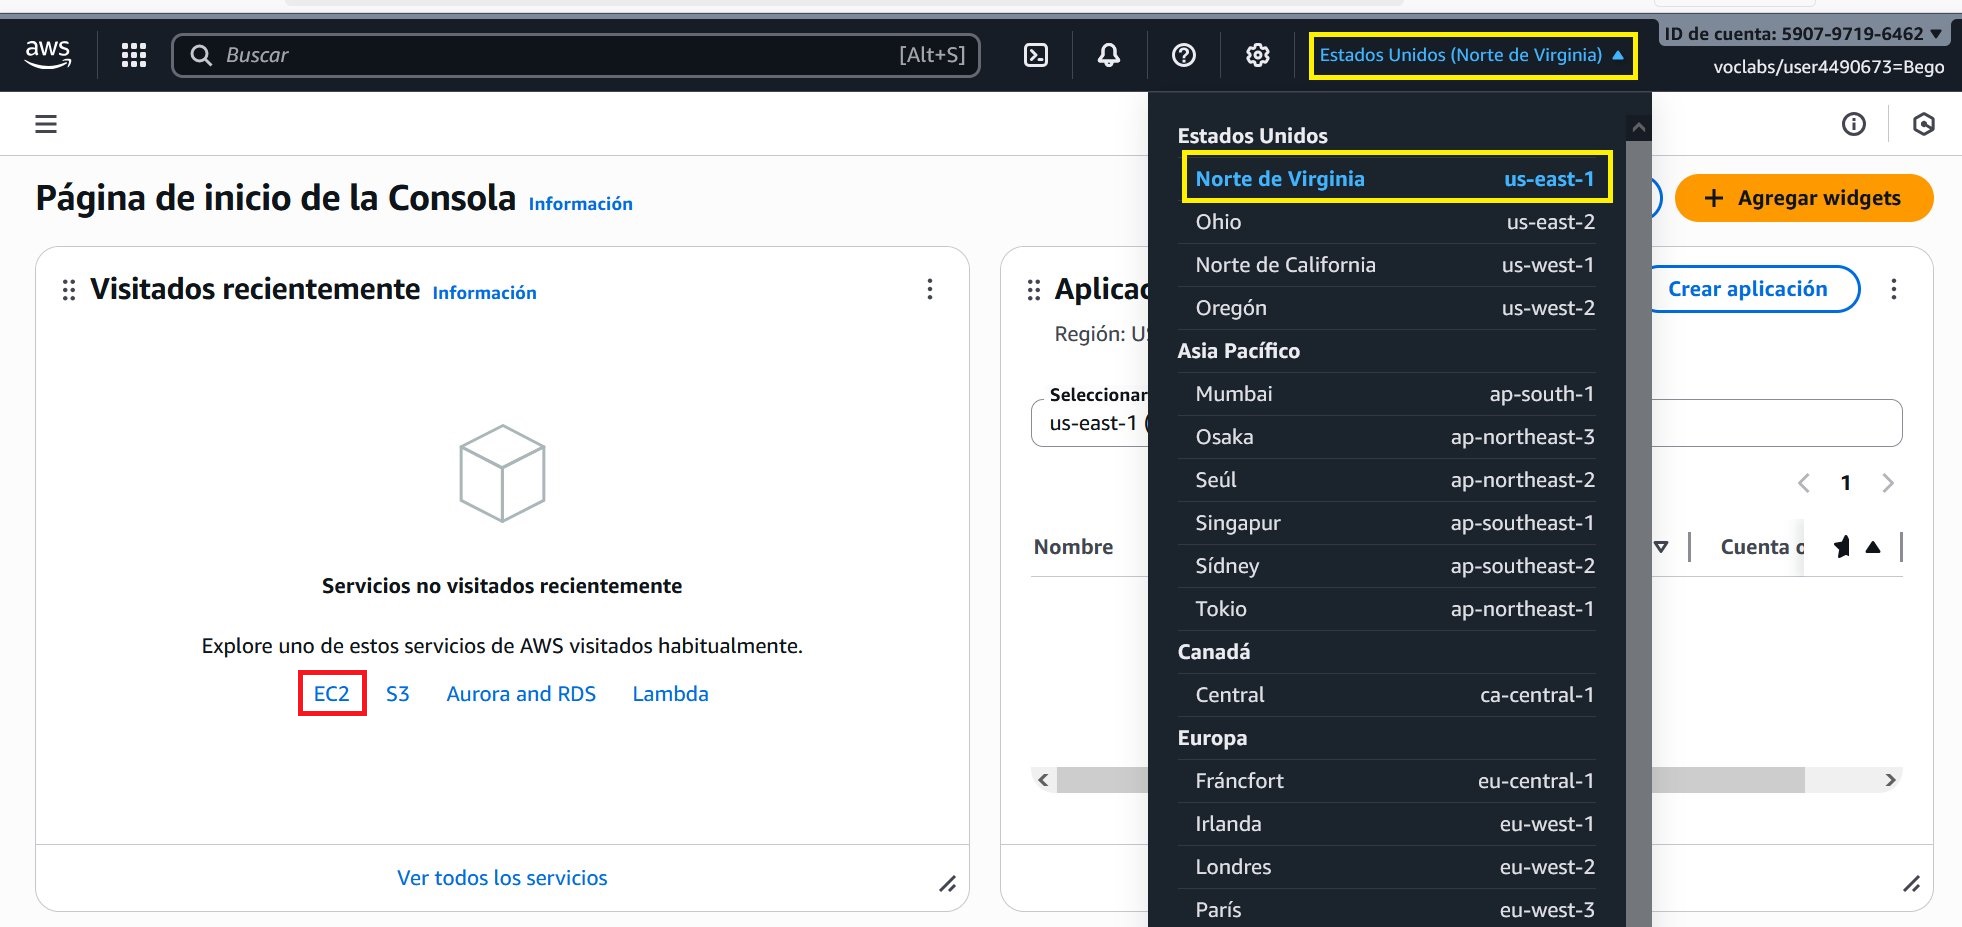 aws
Buscar [Alt+S]
Estados Unidos (Norte de Virginia)
ID de cuenta: 5907-9719-6462
voclabs/user4490673=Bego
Página de inicio de la Consola Información
Agregar widgets
Visitados recientemente Información
Servicios no visitados recientemente
Explore uno de estos servicios de AWS visitados habitualmente.
EC2 S3 Aurora and RDS Lambda
Ver todos los servicios
Crear aplicación
Región:
Seleccionar
us-east-1
1
Nombre
Cuenta
Estados Unidos
Norte de Virginia us-east-1
Ohio us-east-2
Norte de California us-west-1
Oregón us-west-2
Asia Pacífico
Mumbai ap-south-1
Osaka ap-northeast-3
Seúl ap-northeast-2
Singapur ap-southeast-1
Sídney ap-southeast-2
Tokio ap-northeast-1
Canadá
Central ca-central-1
Europa
Fráncfort eu-central-1
Irlanda eu-west-1
Londres eu-west-2
París eu-west-3